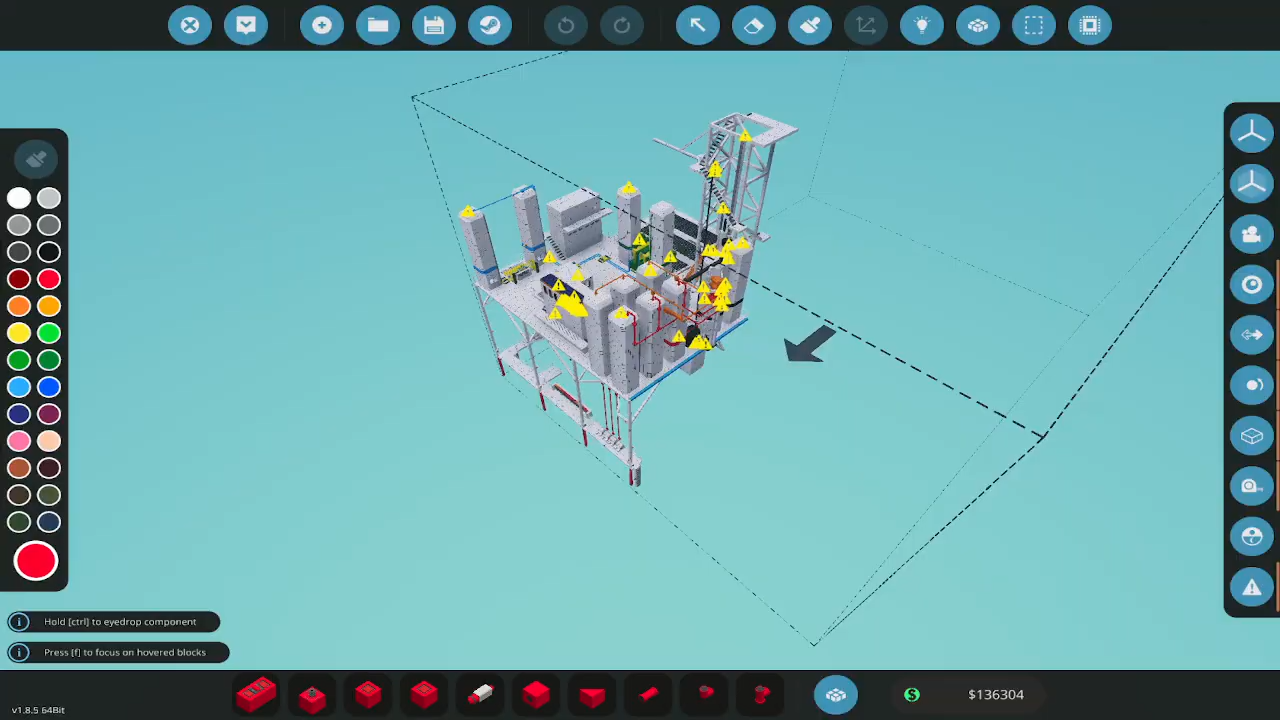 Hold [ctrl] to eyedrop component
Press [f] to focus on hovered blocks
v1.8.5 64Bit
$ $136304